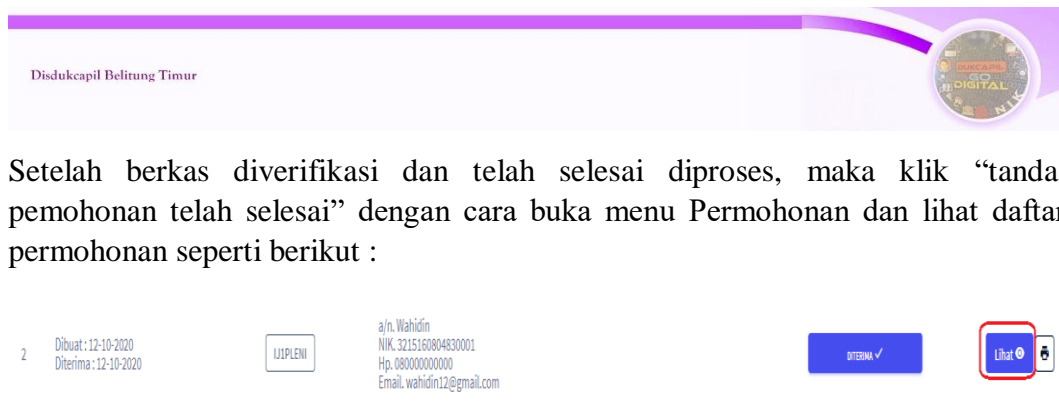 Disdukcapil Belitung Timur
DUKCAPIL
GO
DIGITAL
NIK
Setelah berkas diverifikasi dan telah selesai diproses, maka klik “tanda
pemohonan telah selesai” dengan cara buka menu Permohonan dan lihat daftar
permohonan seperti berikut :
2
Dibuat : 12-10-2020
Diterima : 12-10-2020
IJ1PLENI
a/n. Wahidin
NIK. 3215160804830001
Hp. 080000000000
Email. wahidin12@gmail.com
DITERIMA ✓
Lihat